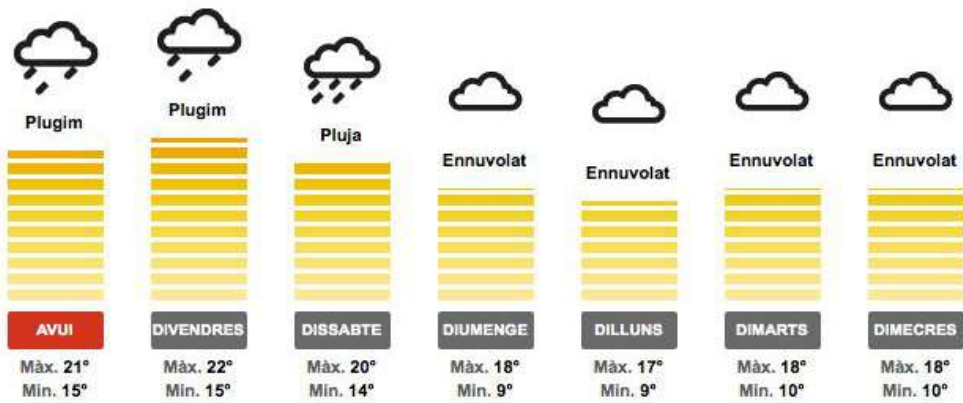 Plugim
Plugim
Pluja
Ennuvolat
Ennuvolat
Ennuvolat
Ennuvolat
AVUI DIVENDRES DISSABTE DIUMENGE DILLUNS DIMARTS DIMECRES
Màx. 21° Màx. 22° Màx. 20° Màx. 18° Màx. 17° Màx. 18° Màx. 18°
Min. 15° Min. 15° Min. 14° Min. 9° Min. 9° Min. 10° Min. 10°